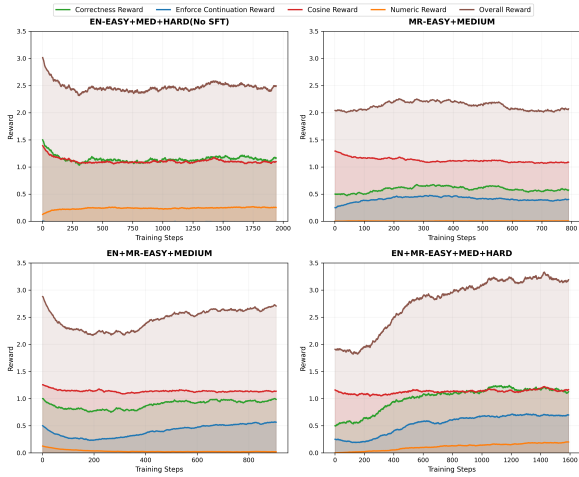 Correctness Reward Enforce Continuation Reward Cosine Reward Numeric Reward Overall Reward
EN-EASY+MED+HARD(No SFT)
3.5
3.0
2.5
2.0
1.5
1.0
0.5
0.0
Reward
0 250 500 750 1000 1250 1500 1750 2000
Training Steps
MR-EASY+MEDIUM
3.5
3.0
2.5
2.0
1.5
1.0
0.5
0.0
Reward
0 100 200 300 400 500 600 700 800
Training Steps
EN+MR-EASY+MEDIUM
3.5
3.0
2.5
2.0
1.5
1.0
0.5
0.0
Reward
0 200 400 600 800
Training Steps
EN+MR-EASY+MED+HARD
3.5
3.0
2.5
2.0
1.5
1.0
0.5
0.0
Reward
0 200 400 600 800 1000 1200 1400 1600
Training Steps